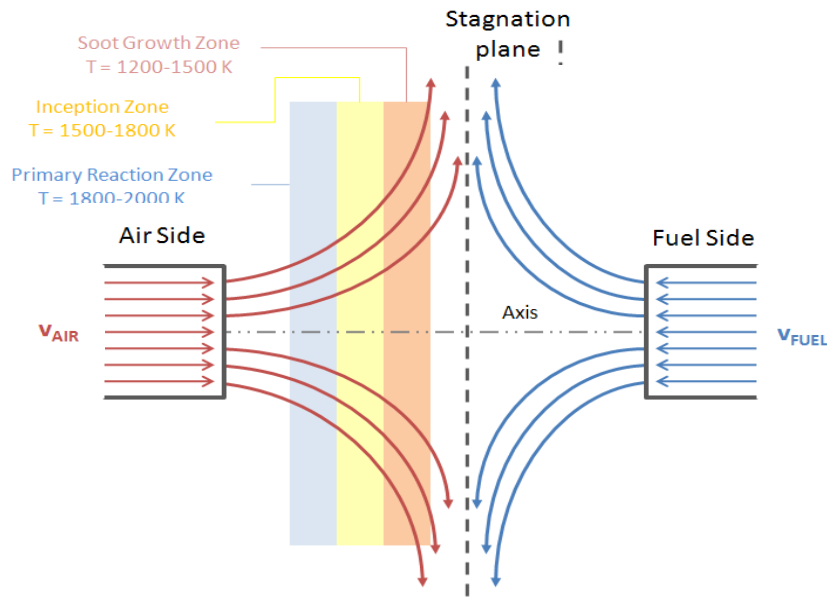 Stagnation
plane
Soot Growth Zone
T = 1200-1500 K
Inception Zone
T = 1500-1800 K
Primary Reaction Zone
T = 1800-2000 K
Air Side
Fuel Side
Axis
VAIR
VFUEL